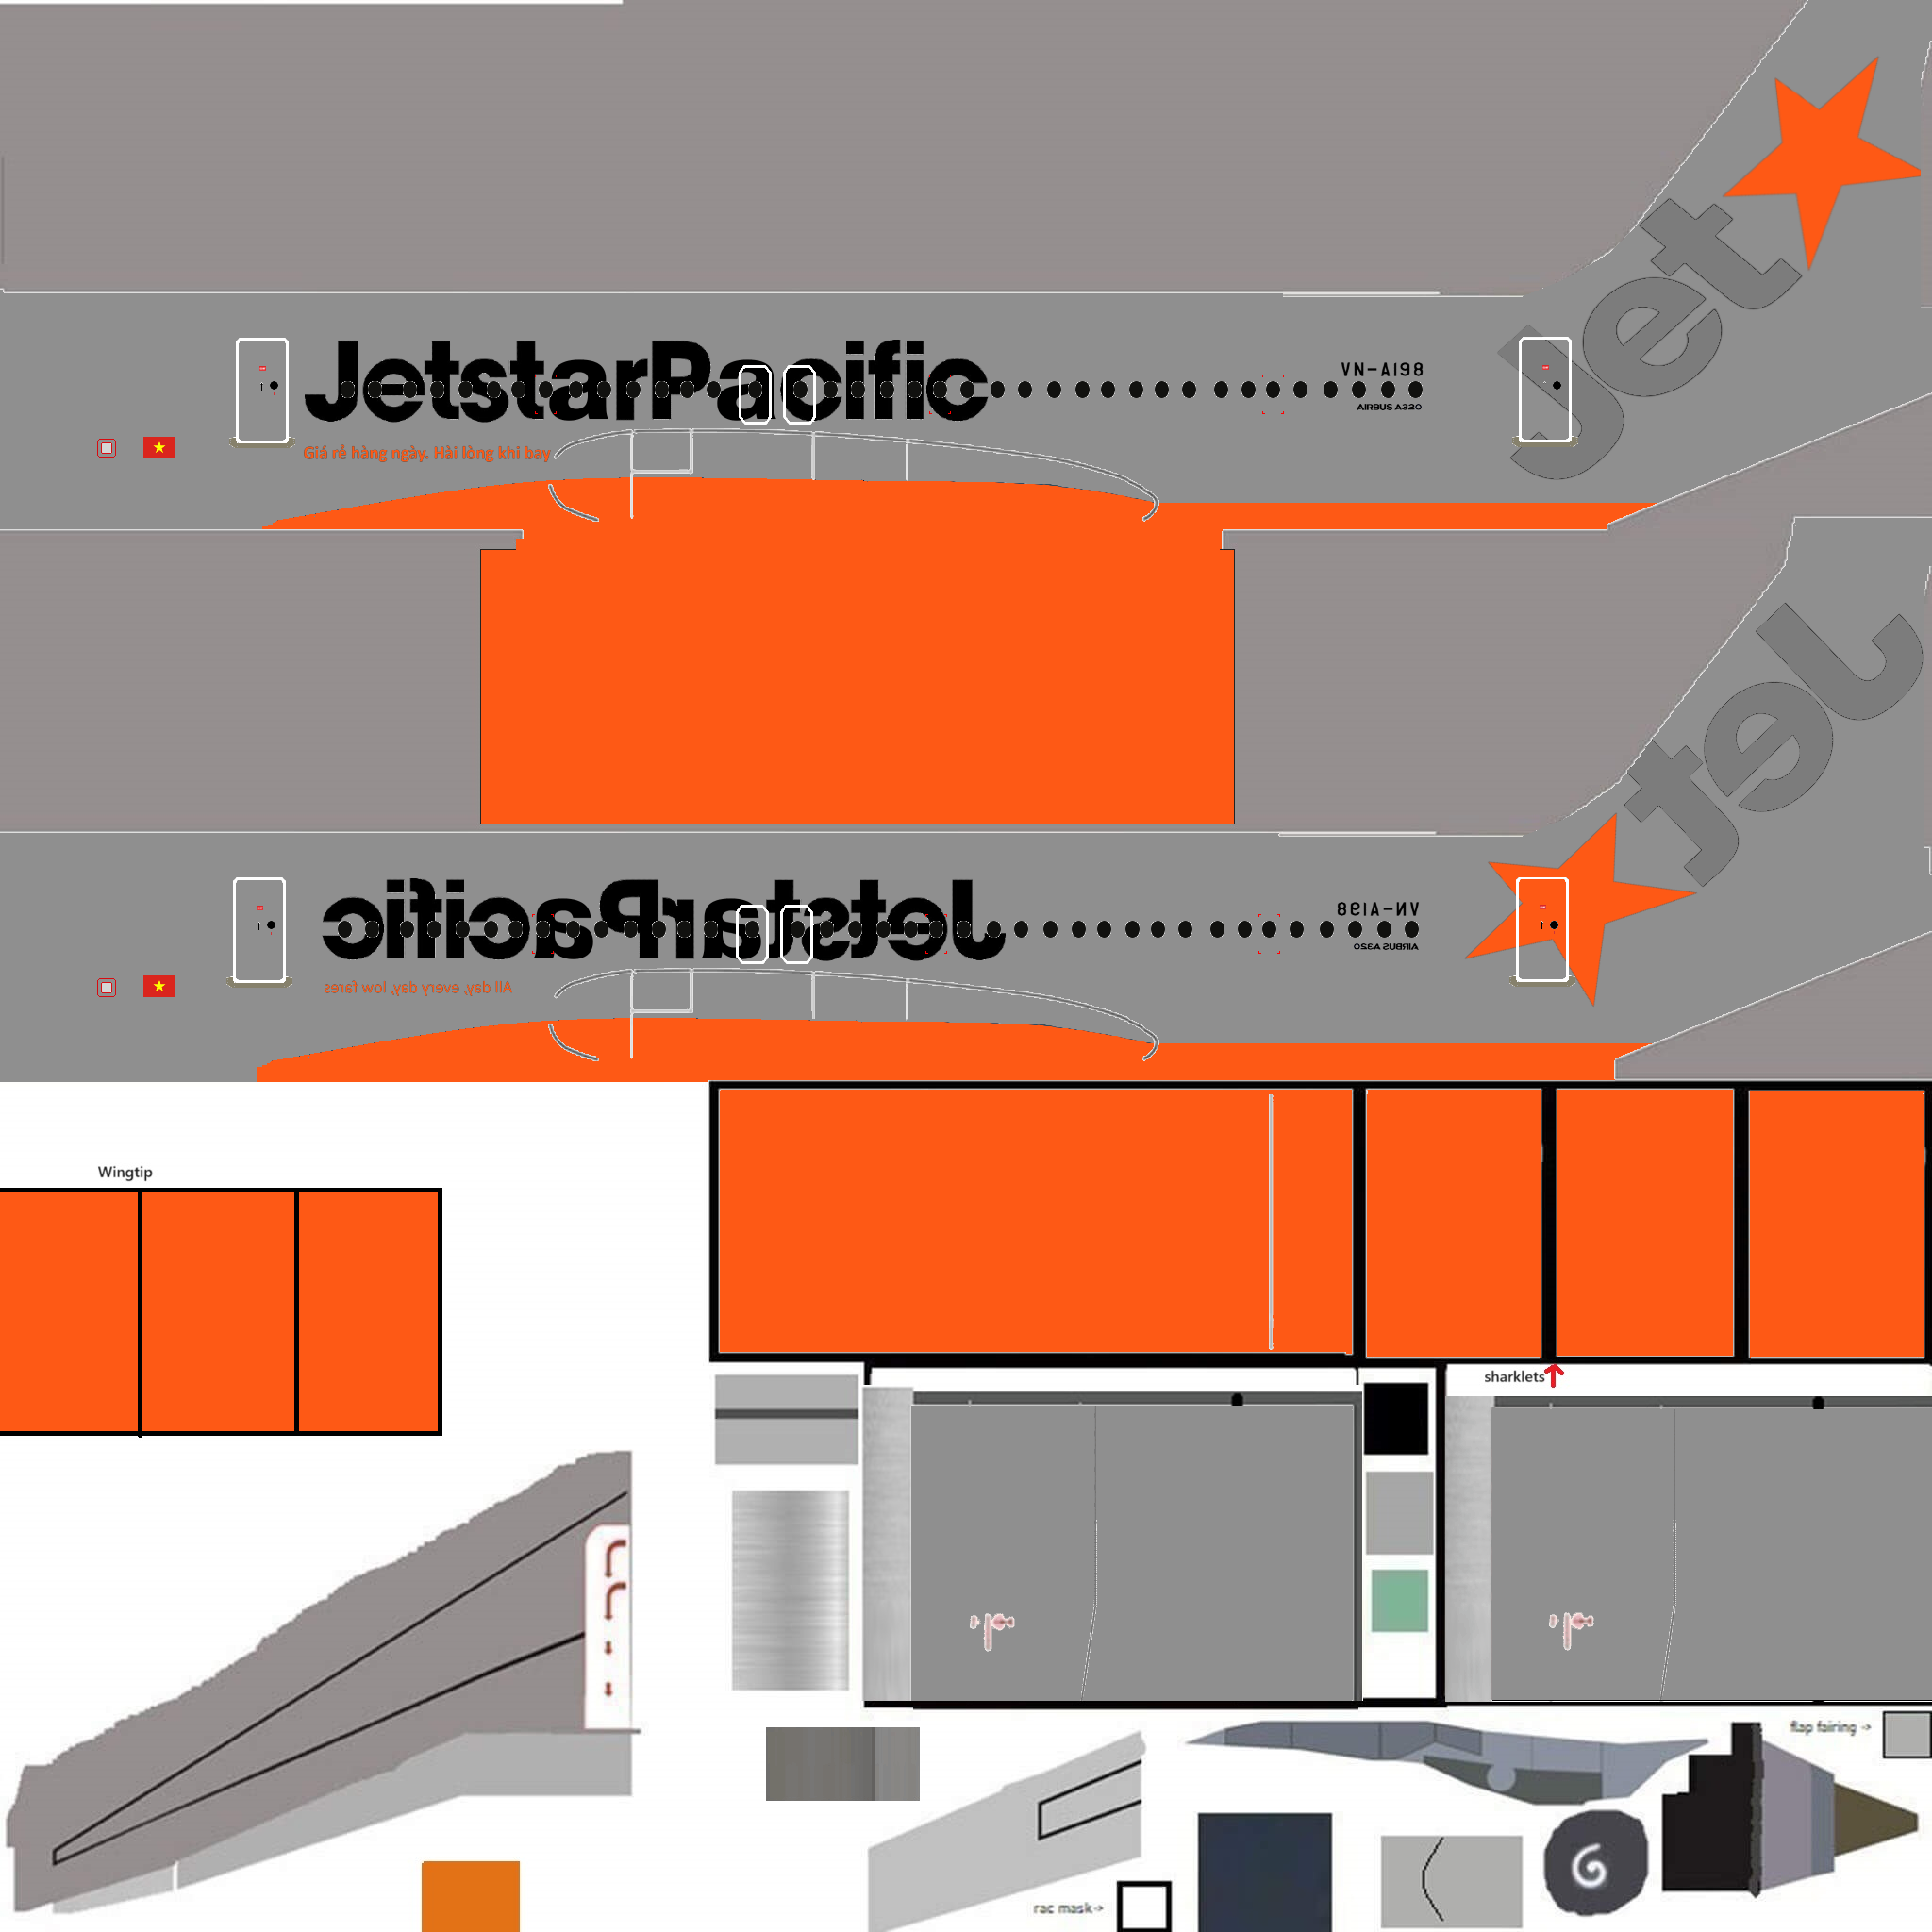 Jet
JetstarPacific
VN-A198
AIRBUS A320
Giá rẻ hàng ngày. Hài lòng khi bay
Jet
JetstarPacific
VN-A198
AIRBUS A320
All day, every day, low fares
Wingtip
sharklets
flap fairing ->
rac mask->